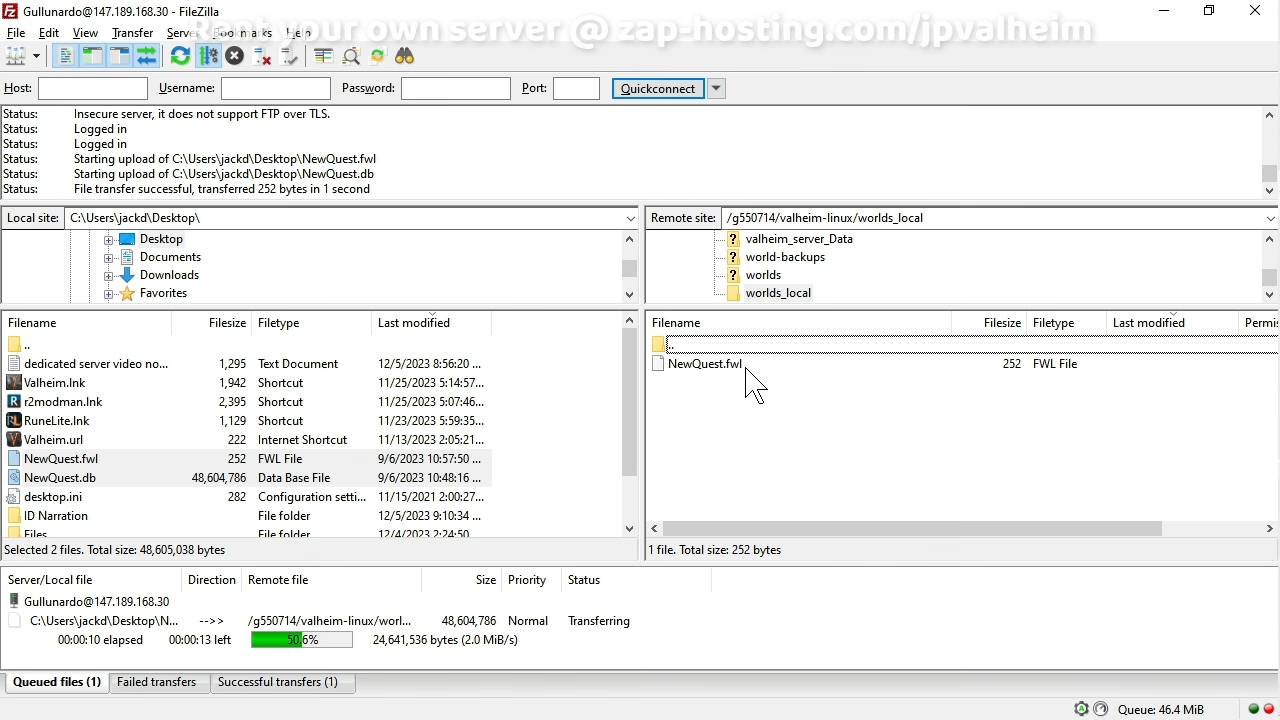 Gullunardo@147.189.168.30 - FileZilla
Rent your own server @ zap-hosting.com/jpvalheim
File Edit View Transfer Server Bookmarks Help
Host: Username: Password: Port: Quickconnect
Status: Insecure server, it does not support FTP over TLS.
Status: Logged in
Status: Logged in
Status: Starting upload of C:\Users\jackd\Desktop\NewQuest.fwl
Status: Starting upload of C:\Users\jackd\Desktop\NewQuest.db
Status: File transfer successful, transferred 252 bytes in 1 second
Local site: C:\Users\jackd\Desktop\
Desktop
Documents
Downloads
Favorites
Remote site: /g550714/valheim-linux/worlds_local
valheim_server_Data
world-backups
worlds
worlds_local
Filename Filesize Filetype Last modified
..
dedicated server video no... 1,295 Text Document 12/5/2023 8:56:20 ...
Valheim.lnk 1,942 Shortcut 11/25/2023 5:14:57...
r2modman.lnk 2,395 Shortcut 11/25/2023 5:07:46...
RuneLite.lnk 1,129 Shortcut 11/23/2023 5:59:35...
Valheim.url 222 Internet Shortcut 11/13/2023 2:05:21...
NewQuest.fwl 252 FWL File 9/6/2023 10:57:50 ...
NewQuest.db 48,604,786 Data Base File 9/6/2023 10:48:16 ...
desktop.ini 282 Configuration setti... 11/15/2021 2:00:27...
ID Narration File folder 12/5/2023 9:10:34 ...
Files File folder 12/4/2023 2:24:50
Selected 2 files. Total size: 48,605,038 bytes
Filename Filesize Filetype Last modified Permis
..
NewQuest.fwl 252 FWL File
1 file. Total size: 252 bytes
Server/Local file Direction Remote file Size Priority Status
Gullunardo@147.189.168.30
C:\Users\jackd\Desktop\N... -->> /g550714/valheim-linux/worl... 48,604,786 Normal Transferring
00:00:10 elapsed 00:00:13 left 50.6% 24,641,536 bytes (2.0 MiB/s)
Queued files (1) Failed transfers Successful transfers (1)
Queue: 46.4 MiB